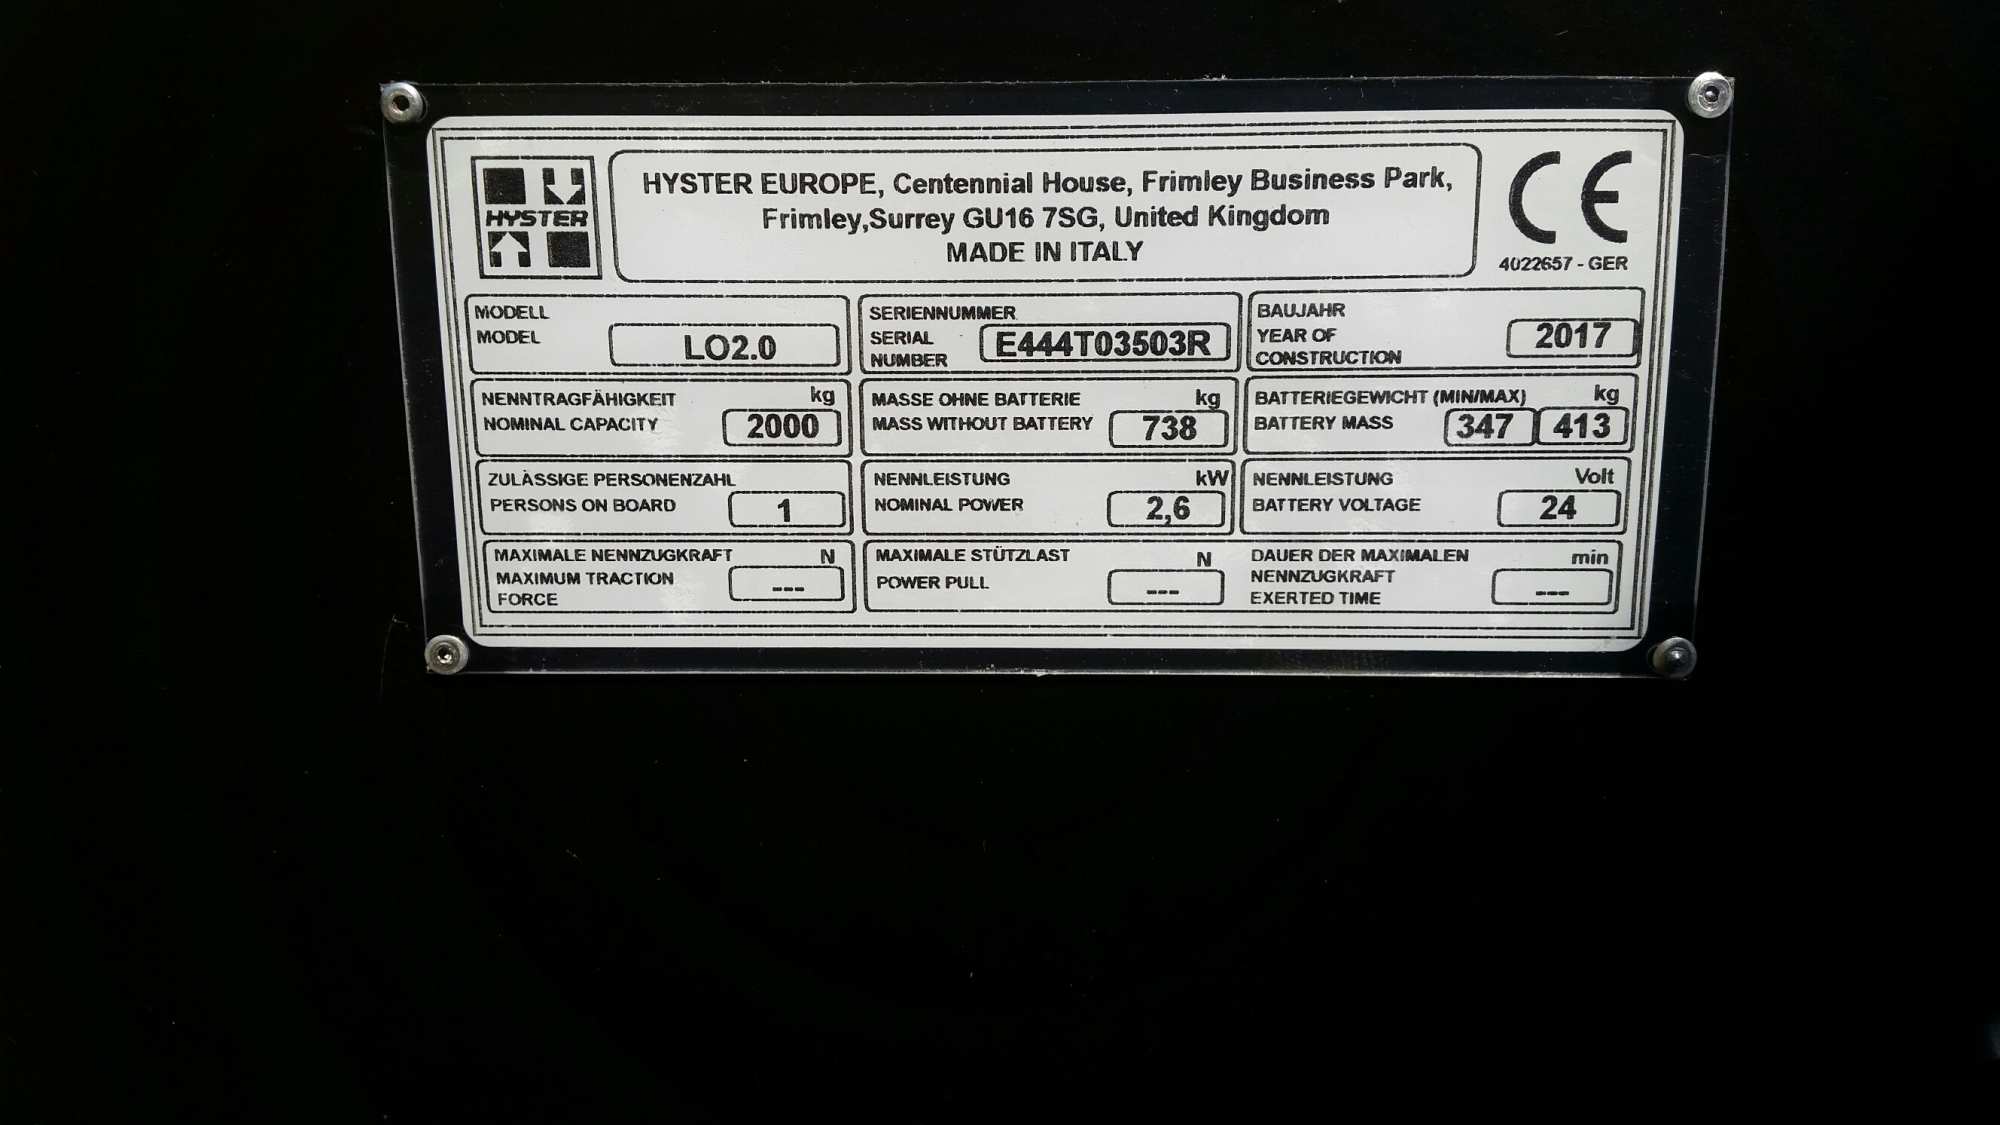 HYSTER
HYSTER EUROPE, Centennial House, Frimley Business Park,
Frimley,Surrey GU16 7SG, United Kingdom
MADE IN ITALY
CE
4022657 - GER
MODELL
MODEL
LO2.0
SERIENNUMMER
SERIAL
NUMBER
E444T03503R
BAUJAHR
YEAR OF
CONSTRUCTION
2017
NENNTRAGFÄHIGKEIT kg
NOMINAL CAPACITY 2000
MASSE OHNE BATTERIE kg
MASS WITHOUT BATTERY 738
BATTERIEGEWICHT (MIN/MAX) kg
BATTERY MASS 347 413
ZULÄSSIGE PERSONENZAHL
PERSONS ON BOARD 1
NENNLEISTUNG kW
NOMINAL POWER 2,6
NENNLEISTUNG Volt
BATTERY VOLTAGE 24
MAXIMALE NENNZUGKRAFT N
MAXIMUM TRACTION ---
FORCE
MAXIMALE STÜTZLAST N
POWER PULL ---
DAUER DER MAXIMALEN min
NENNZUGKRAFT ---
EXERTED TIME